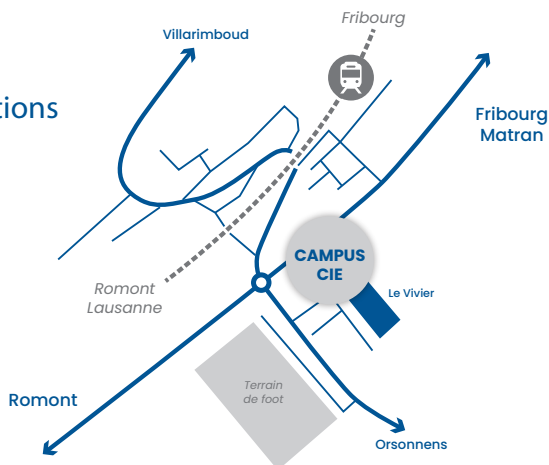 Fribourg
Villarimboud
tions
Fribourg
Matran
CAMPUS
CIE
Romont
Lausanne
Le Vivier
Terrain
de foot
Romont
Orsonnens